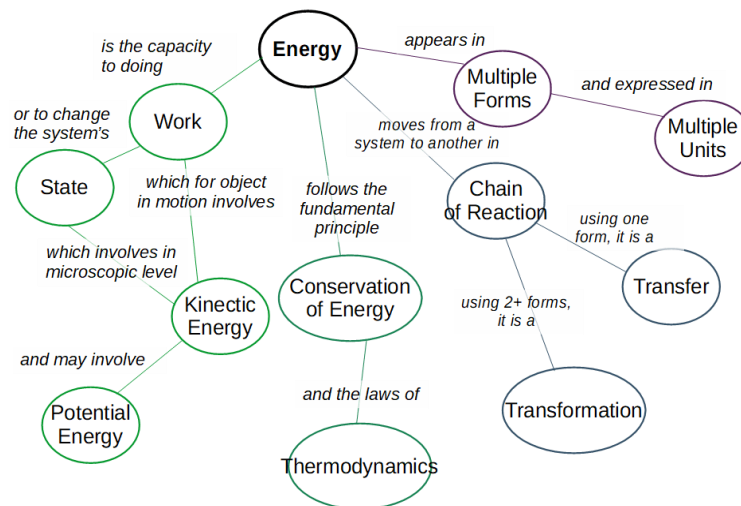 is the capacity
to doing
Energy
appears in
Multiple
Forms
and expressed in
Multiple
Units
or to change
the system's
Work
moves from a
system to another in
State
which for object
in motion involves
follows the
fundamental
principle
Chain
of Reaction
using one
form, it is a
which involves in
microscopic level
Kinectic
Energy
Conservation
of Energy
using 2+ forms,
it is a
Transfer
and may involve
Potential
Energy
and the laws of
Transformation
Thermodynamics